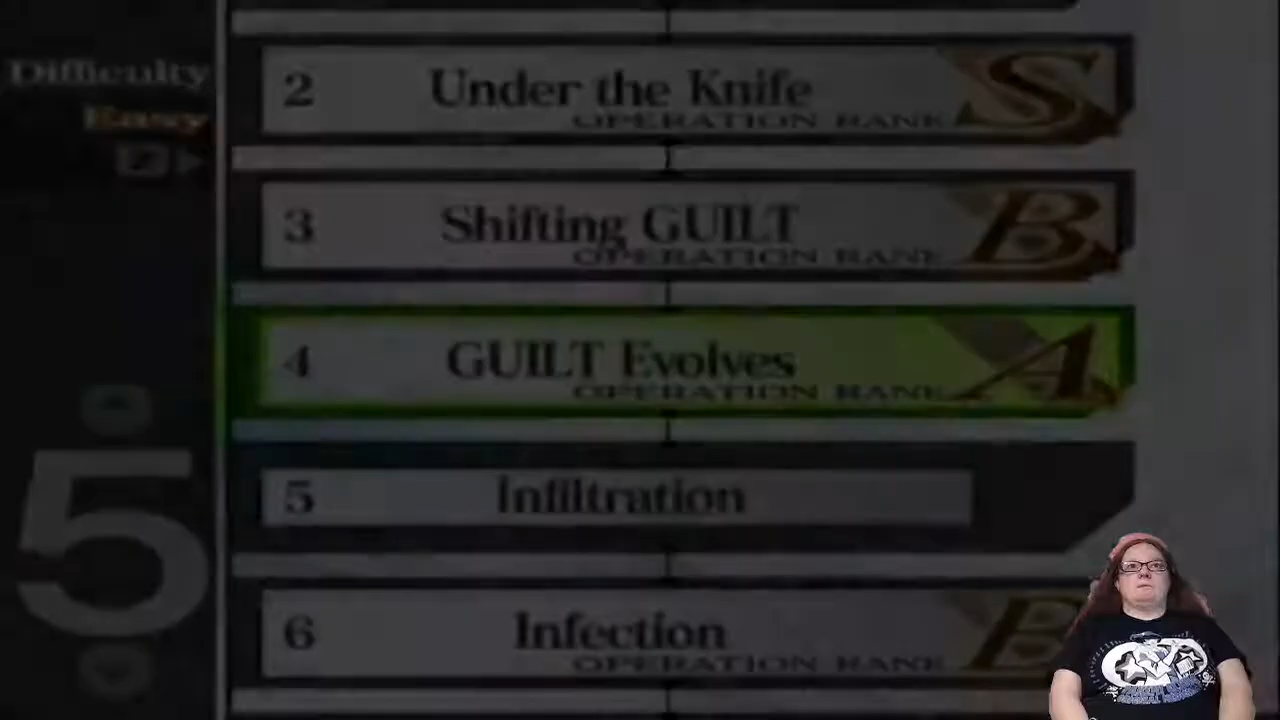 Difficulty
Easy
Z
5
2 Under the Knife
OPERATION RANK S
3 Shifting GUILT
OPERATION RANK B
4 GUILT Evolves
OPERATION RANK A
5 Infiltration
6 Infection
OPERATION RANK B